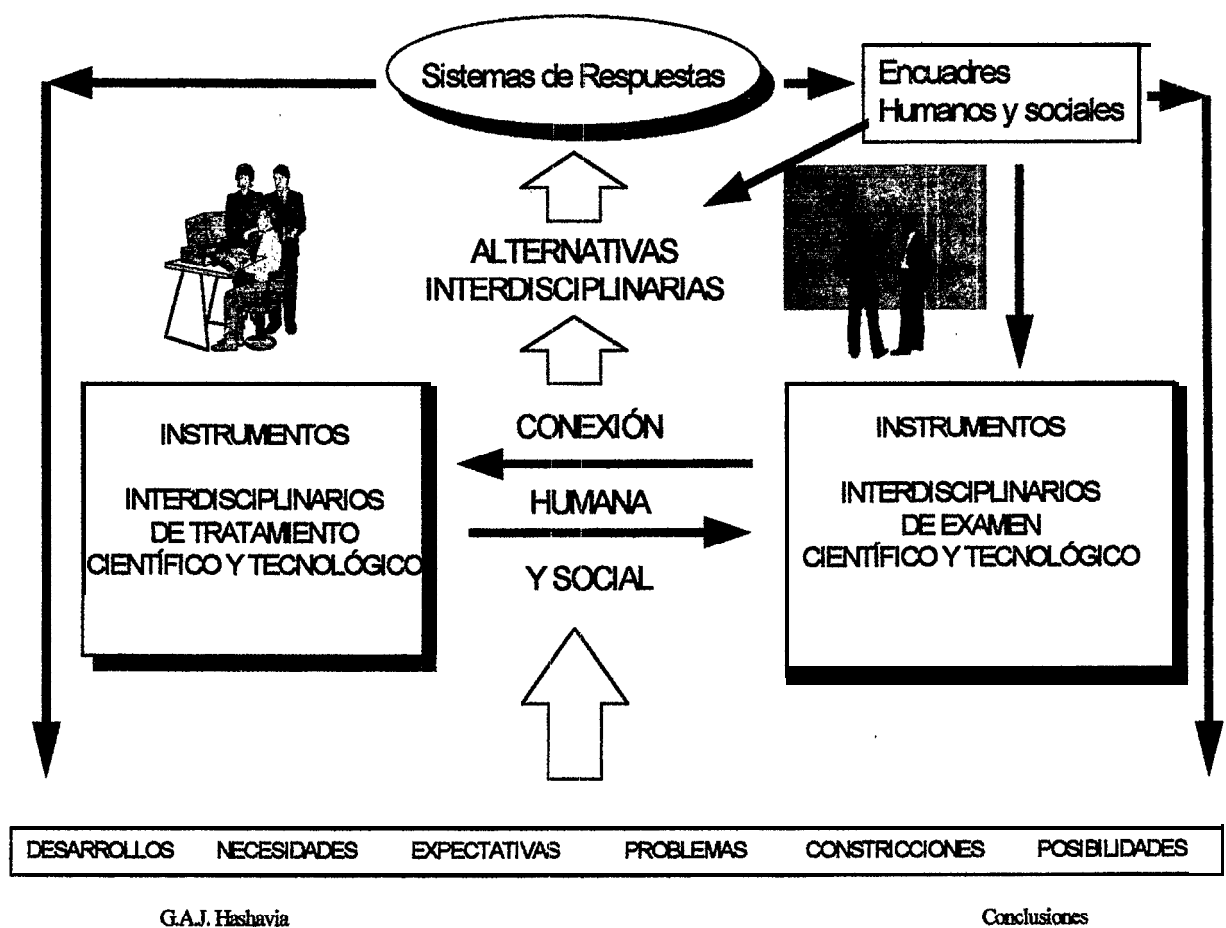 Sistemas de Respuestas
Encuadres
Humanos y sociales
ALTERNATIVAS
INTERDISCIPLINARIAS
INSTRUMENTOS
INTERDISCIPLINARIOS
DE TRATAMIENTO
CIENTÍFICO Y TECNOLÓGICO
CONEXIÓN
HUMANA
Y SOCIAL
INSTRUMENTOS
INTERDISCIPLINARIOS
DE EXAMEN
CIENTÍFICO Y TECNOLÓGICO
DESARROLLOS NECESIDADES EXPECTATIVAS PROBLEMAS CONSTRICCIONES POSIBILIDADES
G.A.J. Hashavia Conclusiones